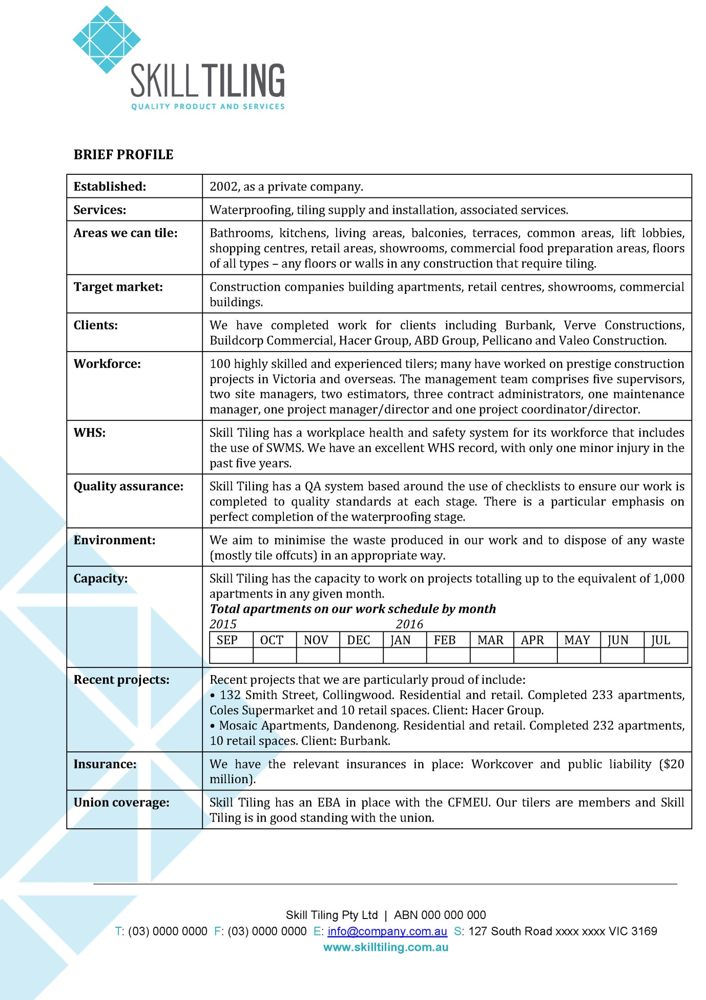 SKILL TILING
QUALITY PRODUCT AND SERVICES
BRIEF PROFILE
Established:
2002, as a private company.
Services:
Waterproofing, tiling supply and installation, associated services.
Areas we can tile:
Bathrooms, kitchens, living areas, balconies, terraces, common areas, lift lobbies,
shopping centres, retail areas, showrooms, commercial food preparation areas, floors
of all types – any floors or walls in any construction that require tiling.
Target market:
Construction companies building apartments, retail centres, showrooms, commercial
buildings.
Clients:
We have completed work for clients including Burbank, Verve Constructions,
Buildcorp Commercial, Hacer Group, ABD Group, Pellicano and Valeo Construction.
Workforce:
100 highly skilled and experienced tilers; many have worked on prestige construction
projects in Victoria and overseas. The management team comprises five supervisors,
two site managers, two estimators, three contract administrators, one maintenance
manager, one project manager/director and one project coordinator/director.
WHS:
Skill Tiling has a workplace health and safety system for its workforce that includes
the use of SWMS. We have an excellent WHS record, with only one minor injury in the
past five years.
Quality assurance:
Skill Tiling has a QA system based around the use of checklists to ensure our work is
completed to quality standards at each stage. There is a particular emphasis on
perfect completion of the waterproofing stage.
Environment:
We aim to minimise the waste produced in our work and to dispose of any waste
(mostly tile offcuts) in an appropriate way.
Capacity:
Skill Tiling has the capacity to work on projects totalling up to the equivalent of 1,000
apartments in any given month.
Total apartments on our work schedule by month
2015 2016
SEP OCT NOV DEC JAN FEB MAR APR MAY JUN JUL
Recent projects:
Recent projects that we are particularly proud of include:
• 132 Smith Street, Collingwood. Residential and retail. Completed 233 apartments,
Coles Supermarket and 10 retail spaces. Client: Hacer Group.
• Mosaic Apartments, Dandenong. Residential and retail. Completed 232 apartments,
10 retail spaces. Client: Burbank.
Insurance:
We have the relevant insurances in place: Workcover and public liability ($20
million).
Union coverage:
Skill Tiling has an EBA in place with the CFMEU. Our tilers are members and Skill
Tiling is in good standing with the union.
Skill Tiling Pty Ltd | ABN 000 000 000
T: (03) 0000 0000 F: (03) 0000 0000 E: info@company.com.au S: 127 South Road xxxx xxxx VIC 3169
www.skilltiling.com.au